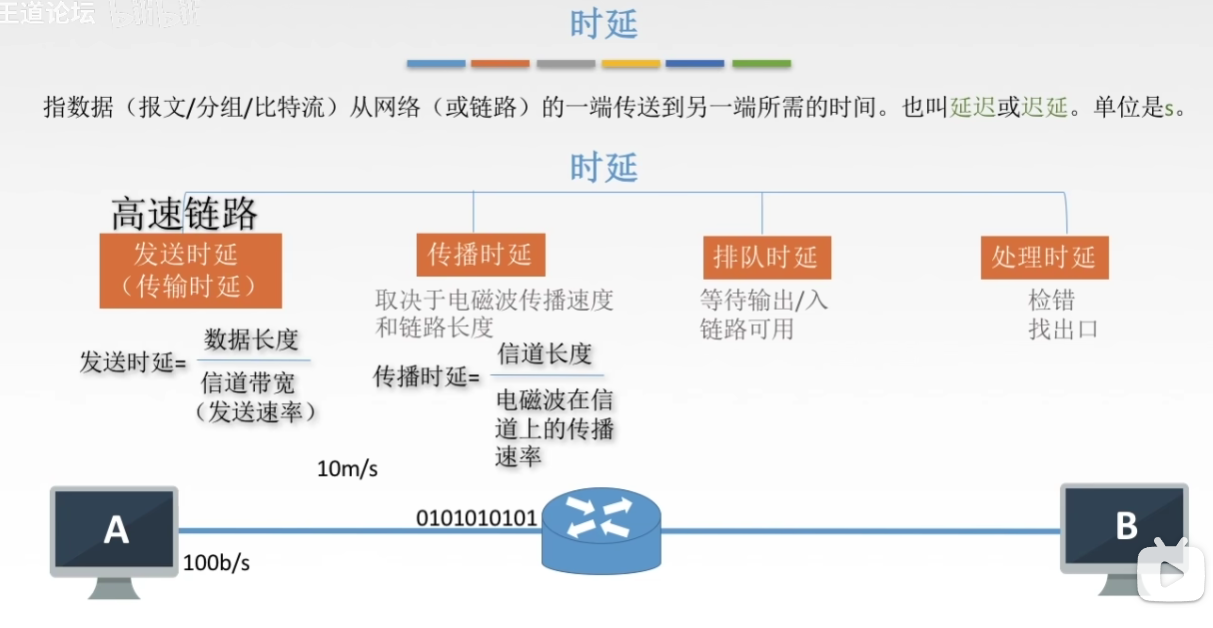 王道论坛
时延
指数据（报文/分组/比特流）从网络（或链路）的一端传送到另一端所需的时间。也叫延迟或迟延。单位是s。
时延
高速链路
发送时延
（传输时延）
传播时延
排队时延
处理时延
取决于电磁波传播速度
和链路长度
等待输出/入
链路可用
检错
找出口
发送时延=
数据长度
信道带宽
（发送速率）
传播时延=
信道长度
电磁波在信
道上的传播
速率
10m/s
0101010101
A
100b/s
B